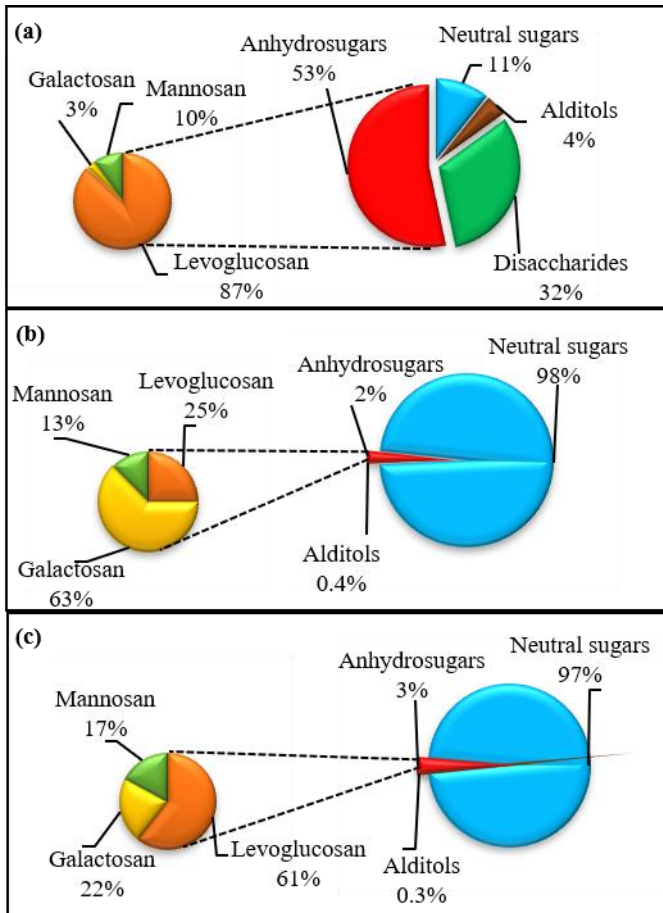 (a)
Anhydrosugars
53%
Neutral sugars
11%
Galactosan
3%
Mannosan
10%
Alditols
4%
Levoglucosan
87%
Disaccharides
32%
(b)
Mannosan
13%
Levoglucosan
25%
Anhydrosugars
2%
Neutral sugars
98%
Galactosan
63%
Alditols
0.4%
(c)
Mannosan
17%
Anhydrosugars
3%
Neutral sugars
97%
Galactosan
22%
Levoglucosan
61%
Alditols
0.3%